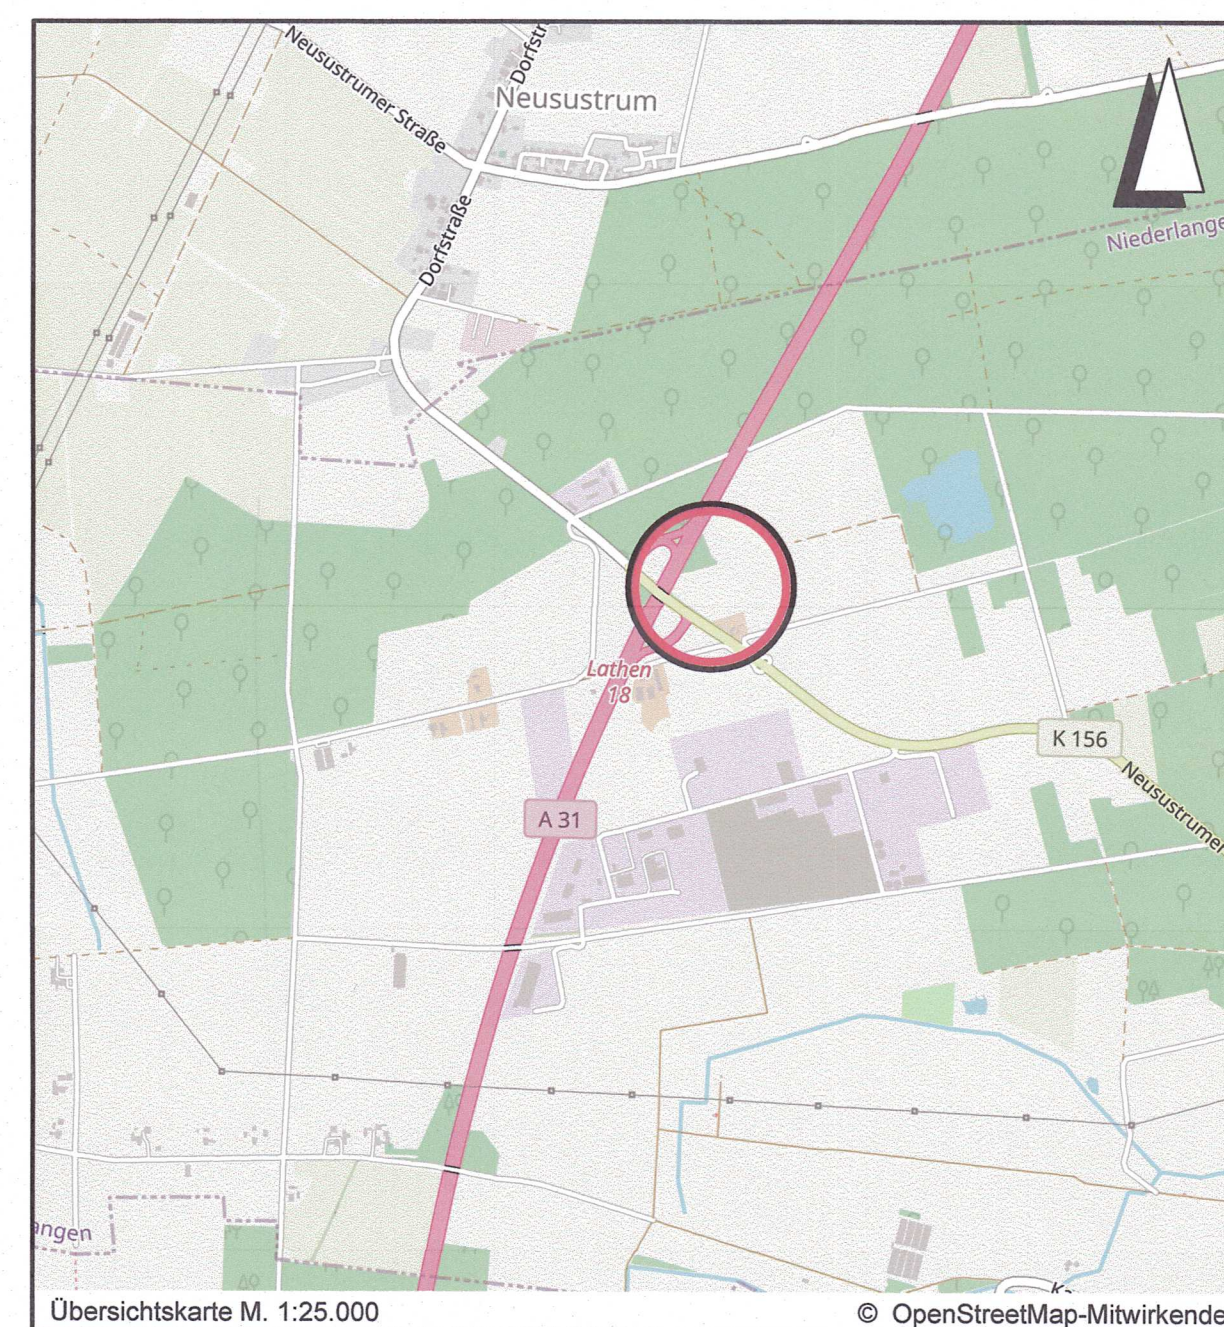 Neusustrumer Straße
Dorfstr
Neusustrum
Dorfstraße
Niederlange
Lathen
18
K 156
Neusustrumer
A 31
angen
Übersichtskarte M. 1:25.000
© OpenStreetMap-Mitwirkende